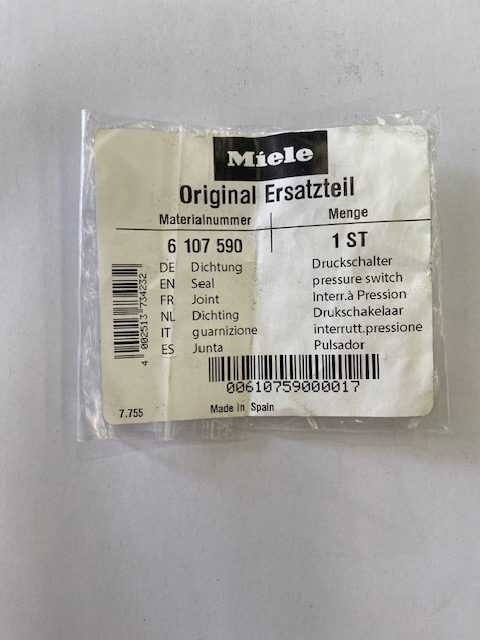 Miele
Original Ersatzteil
Materialnummer Menge
6 107 590 1 ST
DE Dichtung Druckschalter
EN Seal pressure switch
FR Joint Interr.à Pression
NL Dichting Drukschakelaar
IT guarnizione interrutt.pressione
ES Junta Pulsador
4 002513 734232
00610759000017
7.755 Made in Spain